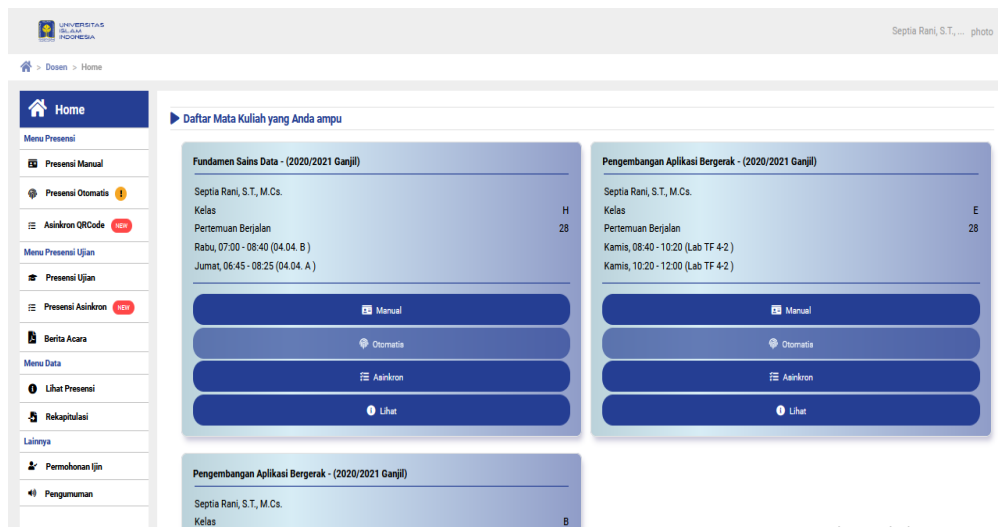 UNIVERSITAS
ISLAM
INDONESIA
Septia Rani, S.T., ... photo
> Dosen > Home
Home
Menu Presensi
Presensi Manual
Presensi Otomatis !
Asinkron QRCode NEW
Menu Presensi Ujian
Presensi Ujian
Presensi Asinkron NEW
Berita Acara
Menu Data
Lihat Presensi
Rekapitulasi
Lainnya
Permohonan Ijin
Pengumuman
Daftar Mata Kuliah yang Anda ampu
Fundamen Sains Data - (2020/2021 Ganjil)
Septia Rani, S.T., M.Cs.
Kelas H
Pertemuan Berjalan 28
Rabu, 07:00 - 08:40 (04.04. B )
Jumat, 06:45 - 08:25 (04.04. A )
Manual
Otomatis
Asinkron
Lihat
Pengembangan Aplikasi Bergerak - (2020/2021 Ganjil)
Septia Rani, S.T., M.Cs.
Kelas E
Pertemuan Berjalan 28
Kamis, 08:40 - 10:20 (Lab TF 4-2 )
Kamis, 10:20 - 12:00 (Lab TF 4-2 )
Manual
Otomatis
Asinkron
Lihat
Pengembangan Aplikasi Bergerak - (2020/2021 Ganjil)
Septia Rani, S.T., M.Cs.
Kelas B